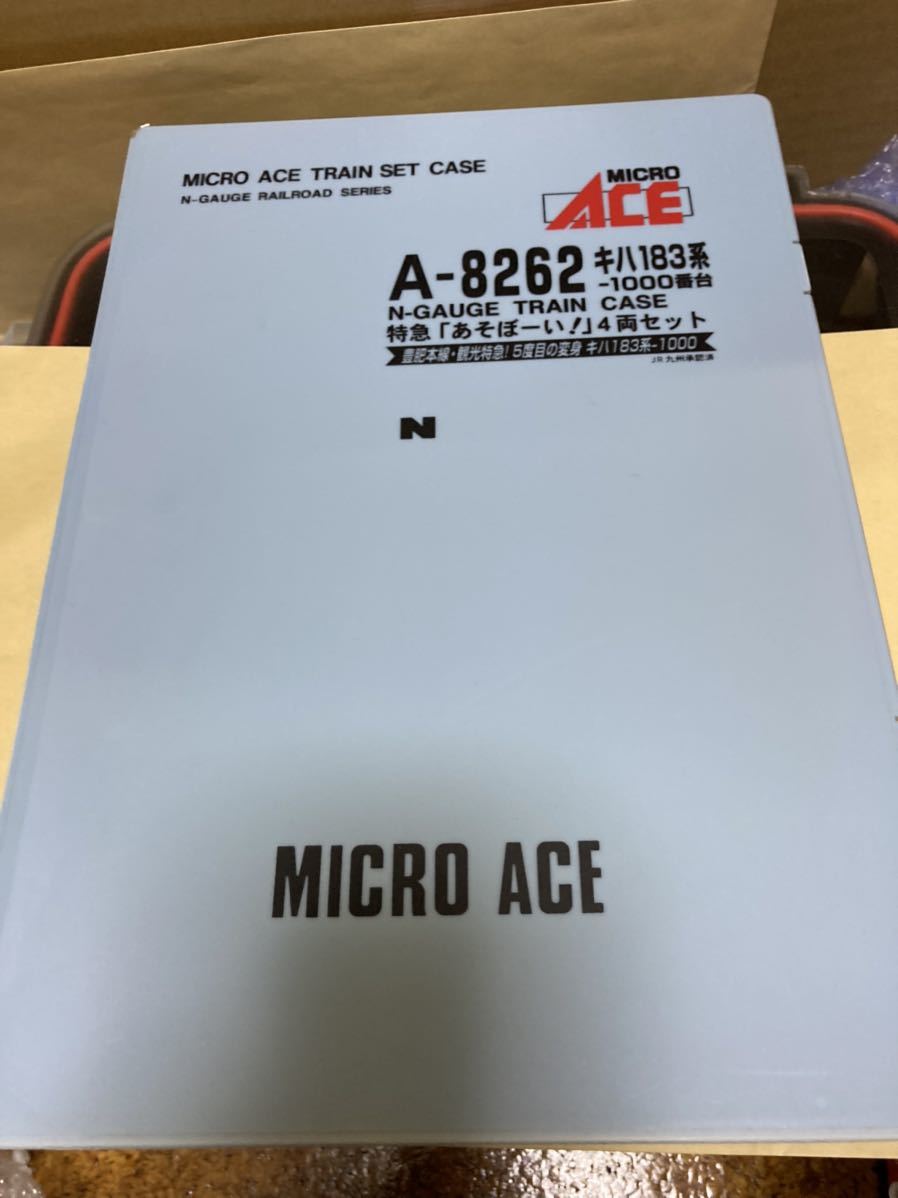 MICRO ACE TRAIN SET CASE
N-GAUGE RAILROAD SERIES
MICRO
ACE
A-8262 キハ183系
-1000番台
N-GAUGE TRAIN CASE
特急「あそぼーい!」4両セット
豊肥本線・観光特急!5度目の変身 キハ183系-1000
JR九州承認済
N
MICRO ACE